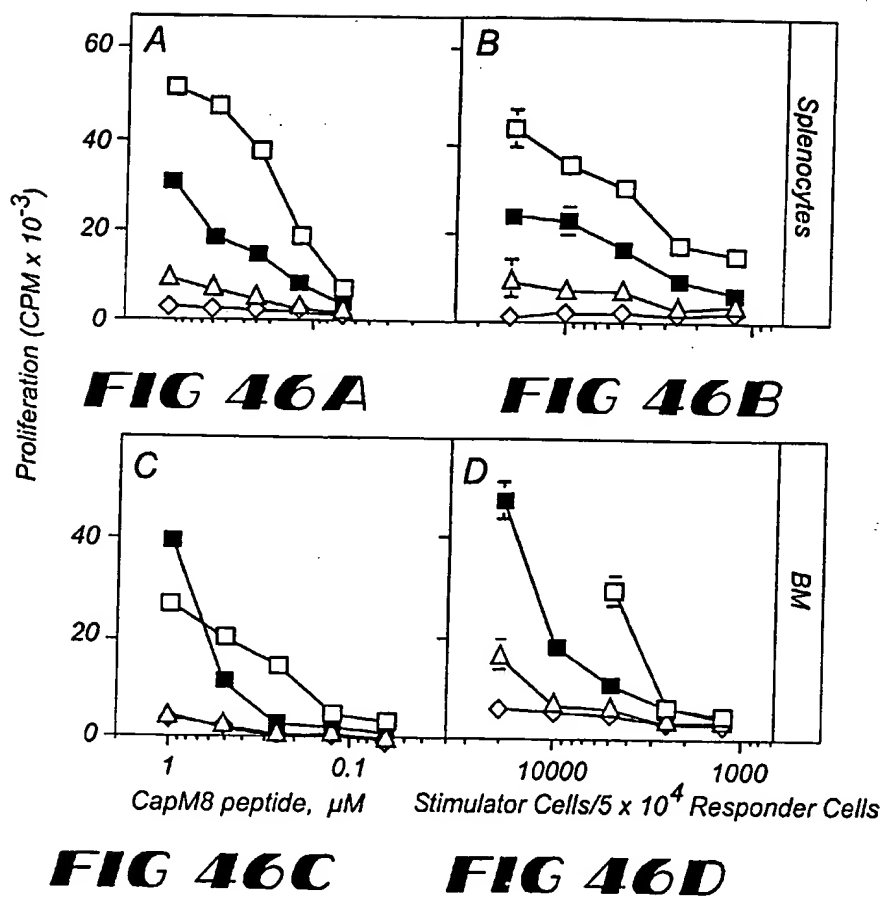 A
B
60
40
20
0
Splenocytes
Proliferation (CPM x 10⁻³)
FIG 46A
FIG 46B
C
D
40
20
0
BM
1
0.1
10000
1000
CapM8 peptide, µM
Stimulator Cells/5 x 10⁴ Responder Cells
FIG 46C
FIG 46D